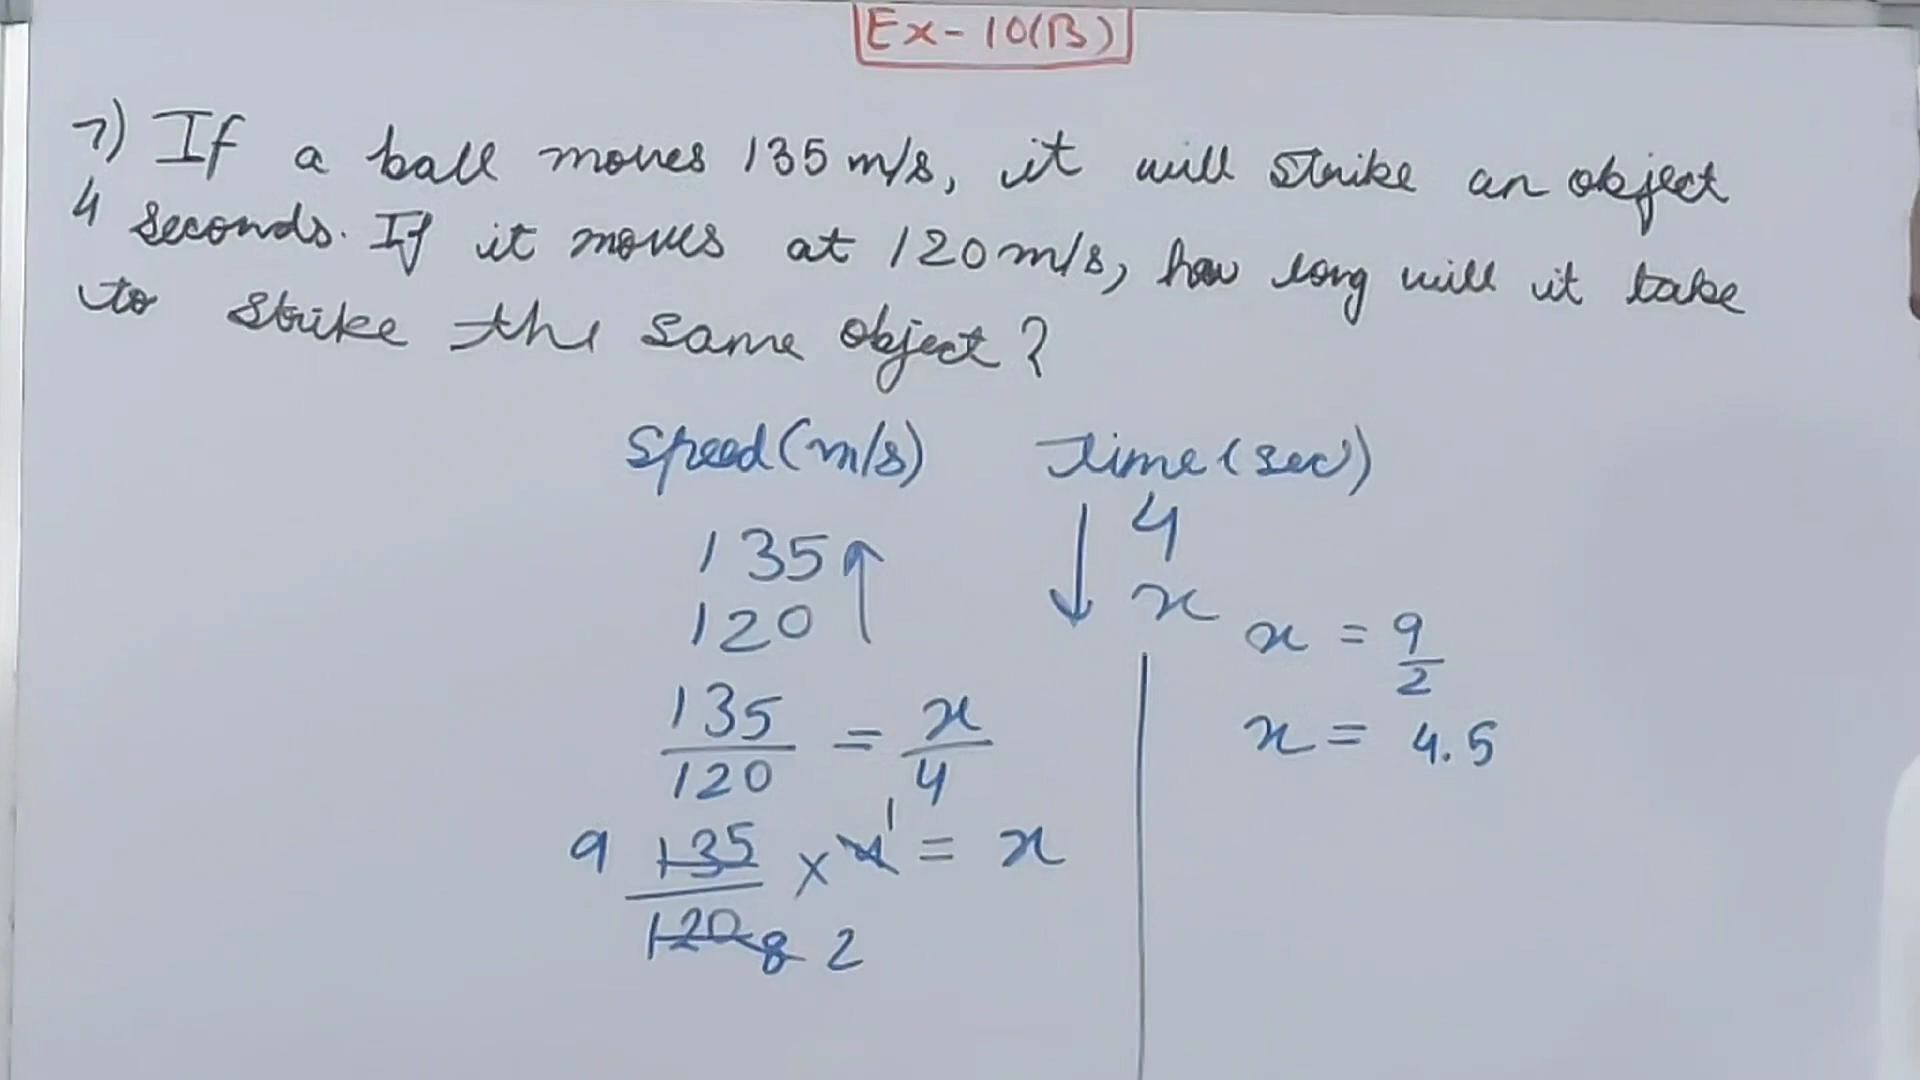 Ex-10(B)
7) If a ball moves 135 m/s, it will strike an object
4 seconds. If it moves at 120 m/s, how long will it take
to strike the same object?
Speed (m/s) Time (sec)
135 ↑ ↓ 4
120 x
x = 9/2
135/120 = x/4
x = 4.5
9 135/120 8 2 × 4 1 = x